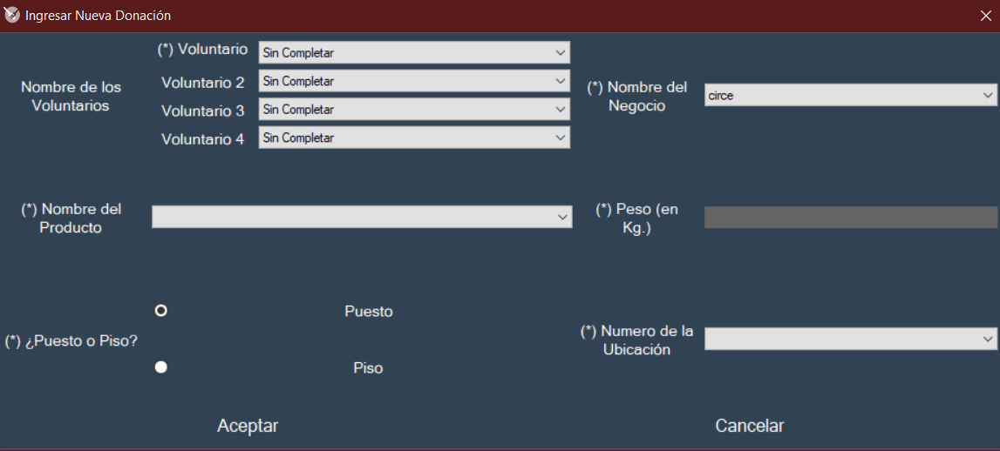 Ingresar Nueva Donación
Nombre de los
Voluntarios
(*) Voluntario
Sin Completar
Voluntario 2
Sin Completar
Voluntario 3
Sin Completar
Voluntario 4
Sin Completar
(*) Nombre del
Negocio
circe
(*) Nombre del
Producto
(*) Peso (en
Kg.)
(*) ¿Puesto o Piso?
Puesto
Piso
(*) Numero de la
Ubicación
Aceptar
Cancelar